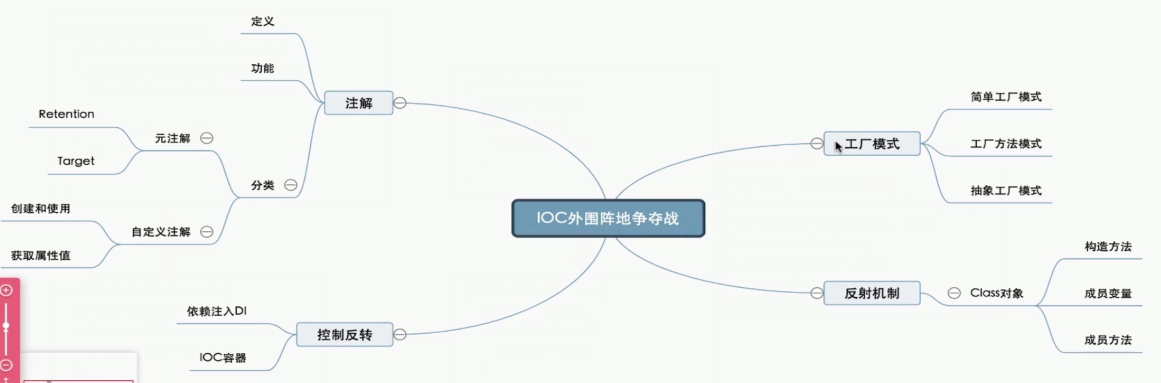 IOC外围阵地争夺战
注解
定义
功能
分类
元注解
Retention
Target
自定义注解
创建和使用
获取属性值
控制反转
依赖注入DI
IOC容器
工厂模式
简单工厂模式
工厂方法模式
抽象工厂模式
反射机制
Class对象
构造方法
成员变量
成员方法